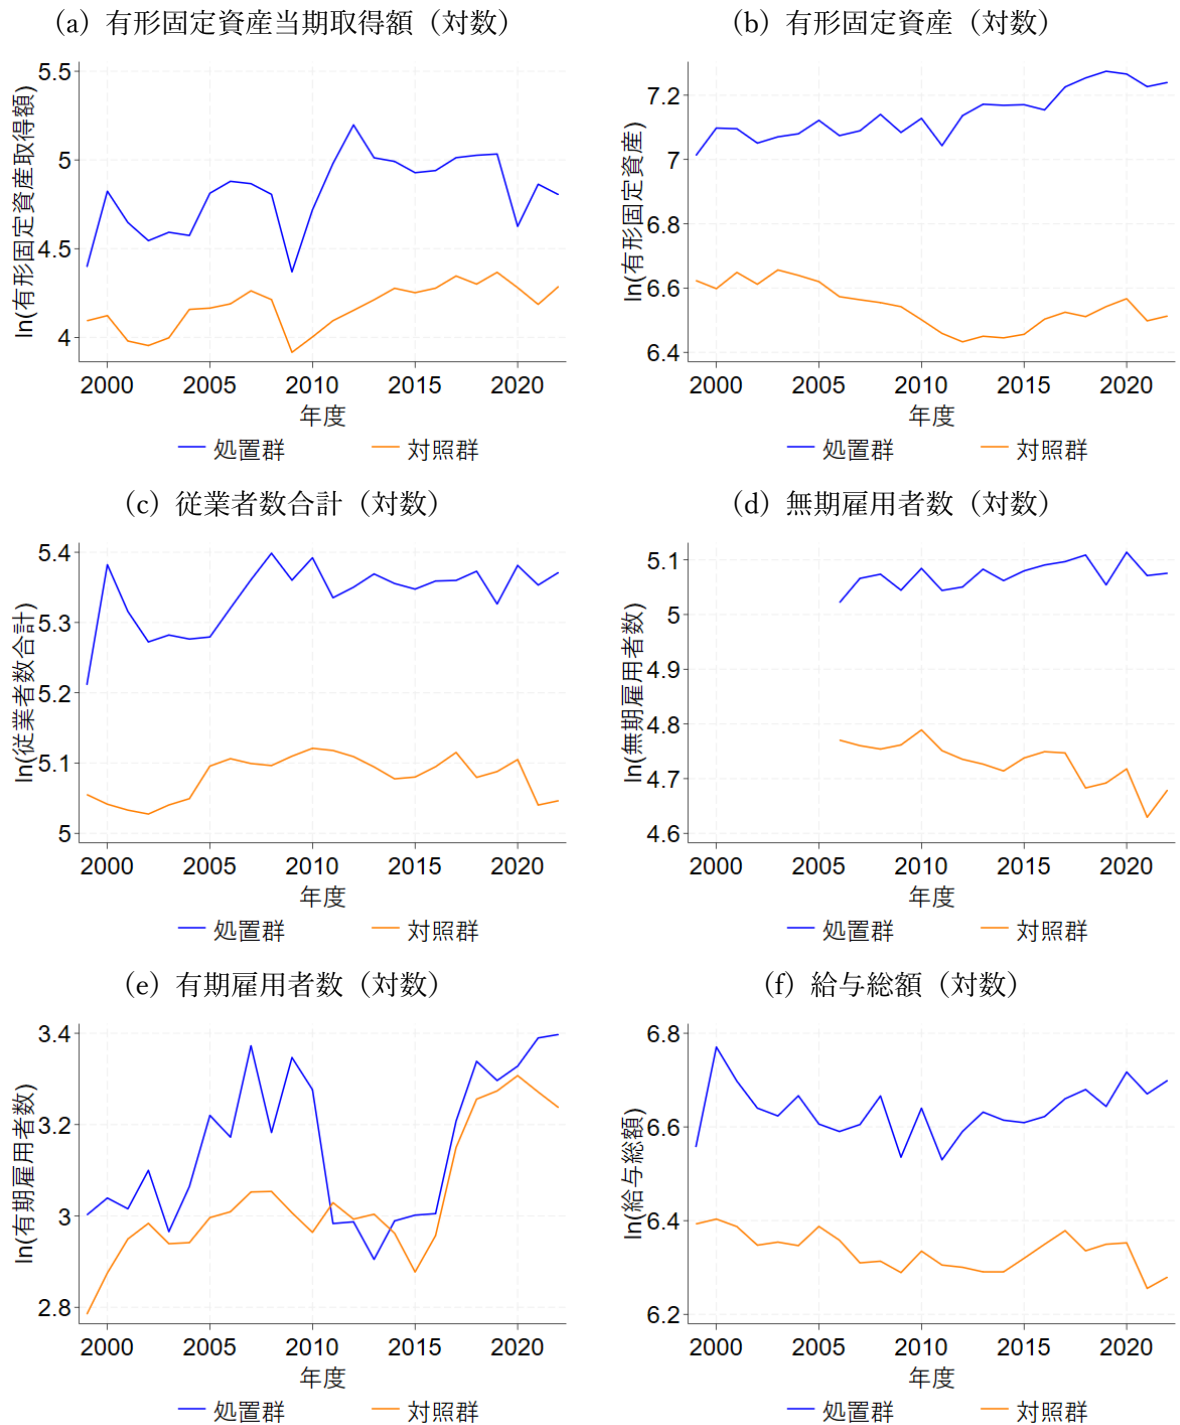 (a) 有形固定資産当期取得額（対数）
ln(有形固定資産取得額)
5.5
5
4.5
4
2000 2005 2010 2015 2020
年度
処置群 対照群
(b) 有形固定資産（対数）
ln(有形固定資産)
7.2
7
6.8
6.6
6.4
2000 2005 2010 2015 2020
年度
処置群 対照群
(c) 従業者数合計（対数）
ln(従業者数合計)
5.4
5.3
5.2
5.1
5
2000 2005 2010 2015 2020
年度
処置群 対照群
(d) 無期雇用者数（対数）
ln(無期雇用者数)
5.1
5
4.9
4.8
4.7
4.6
2000 2005 2010 2015 2020
年度
処置群 対照群
(e) 有期雇用者数（対数）
ln(有期雇用者数)
3.4
3.2
3
2.8
2000 2005 2010 2015 2020
年度
処置群 対照群
(f) 給与総額（対数）
ln(給与総額)
6.8
6.6
6.4
6.2
2000 2005 2010 2015 2020
年度
処置群 対照群